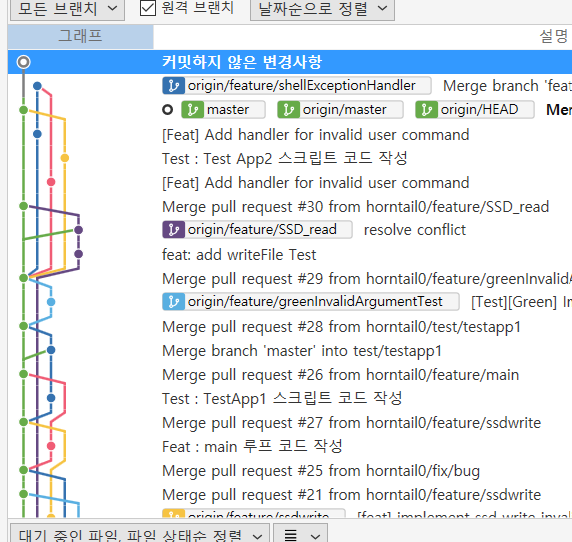 모든 브랜치 원격 브랜치 날짜순으로 정렬
그래프 설명
커밋하지 않은 변경사항
origin/feature/shellExceptionHandler Merge branch 'feat
master origin/master origin/HEAD Mer
[Feat] Add handler for invalid user command
Test : Test App2 스크립트 코드 작성
[Feat] Add handler for invalid user command
Merge pull request #30 from horntail0/feature/SSD_read
origin/feature/SSD_read resolve conflict
feat: add writeFile Test
Merge pull request #29 from horntail0/feature/greenInvalidA
origin/feature/greenInvalidArgumentTest [Test][Green] Im
Merge pull request #28 from horntail0/test/testapp1
Merge branch 'master' into test/testapp1
Merge pull request #26 from horntail0/feature/main
Test : TestApp1 스크립트 코드 작성
Merge pull request #27 from horntail0/feature/ssdwrite
Feat : main 루프 코드 작성
Merge pull request #25 from horntail0/fix/bug
Merge pull request #21 from horntail0/feature/ssdwrite
origin/feature/ssdwrite [feat] implement ssd write invalid
대기 중인 파일, 파일 상태순 정렬